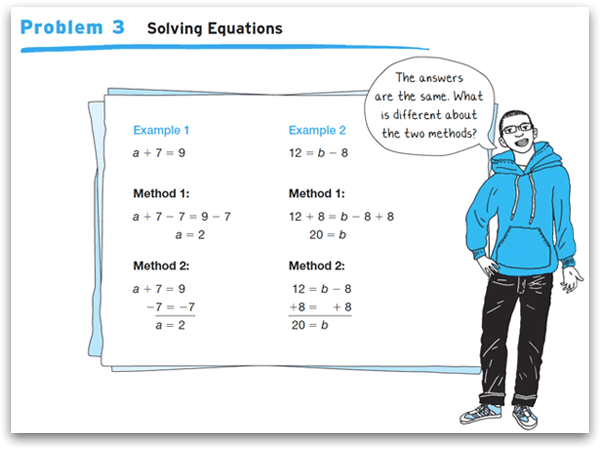 Problem 3 Solving Equations
The answers
are the same. What
is different about
the two methods?
Example 1
a + 7 = 9
Method 1:
a + 7 − 7 = 9 − 7
a = 2
Method 2:
a + 7 = 9
−7 = −7
a = 2
Example 2
12 = b − 8
Method 1:
12 + 8 = b − 8 + 8
20 = b
Method 2:
12 = b − 8
+8 = + 8
20 = b